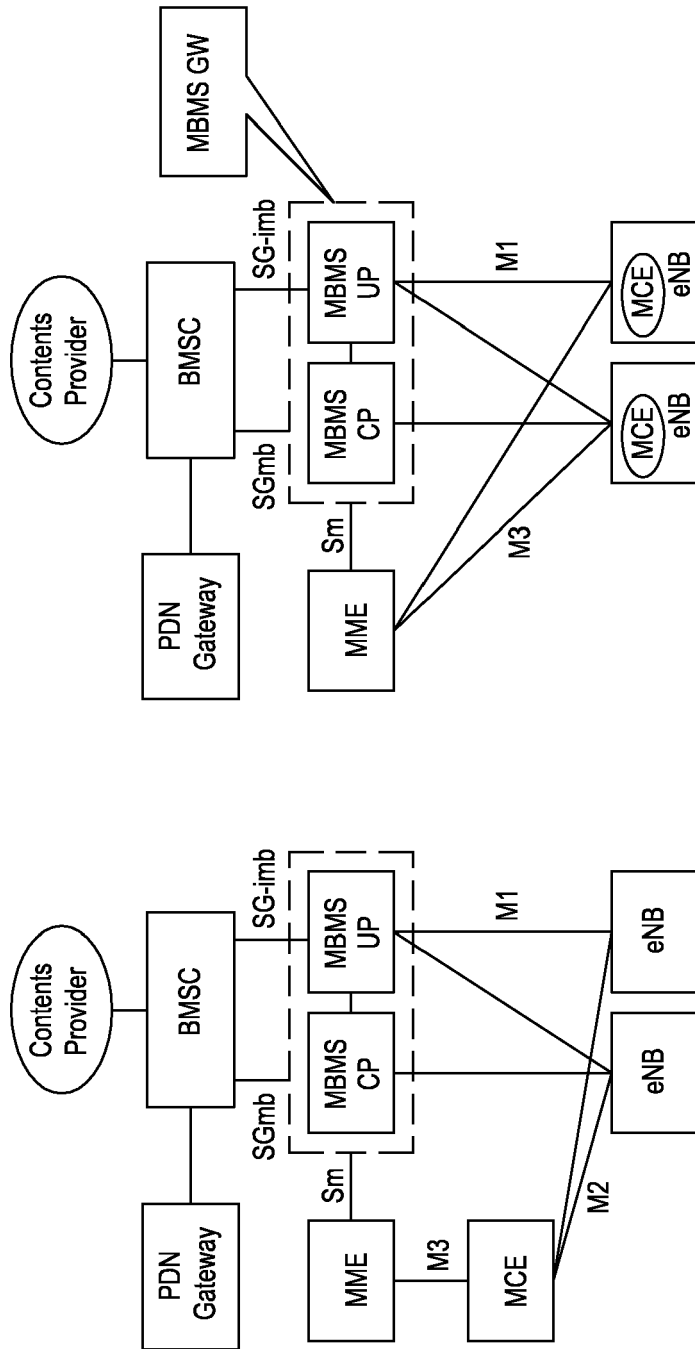 Contents
Provider
PDN
Gateway
BMSC
SGmb
SG-imb
MME
Sm
MBMS
CP
MBMS
UP
M3
MCE
M1
M2
eNB
eNB
Contents
Provider
PDN
Gateway
BMSC
MBMS GW
SGmb
SG-imb
MME
Sm
MBMS
CP
MBMS
UP
M3
M1
MCE
eNB
MCE
eNB